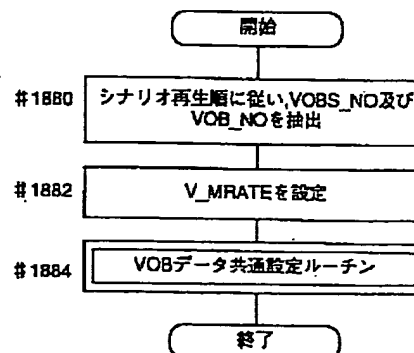 開始
#1880 シナリオ再生順に従い,VOBS_NO及び
VOB_NOを抽出
#1882 V_MRATEを設定
#1884 VOBデータ共通設定ルーチン
終了